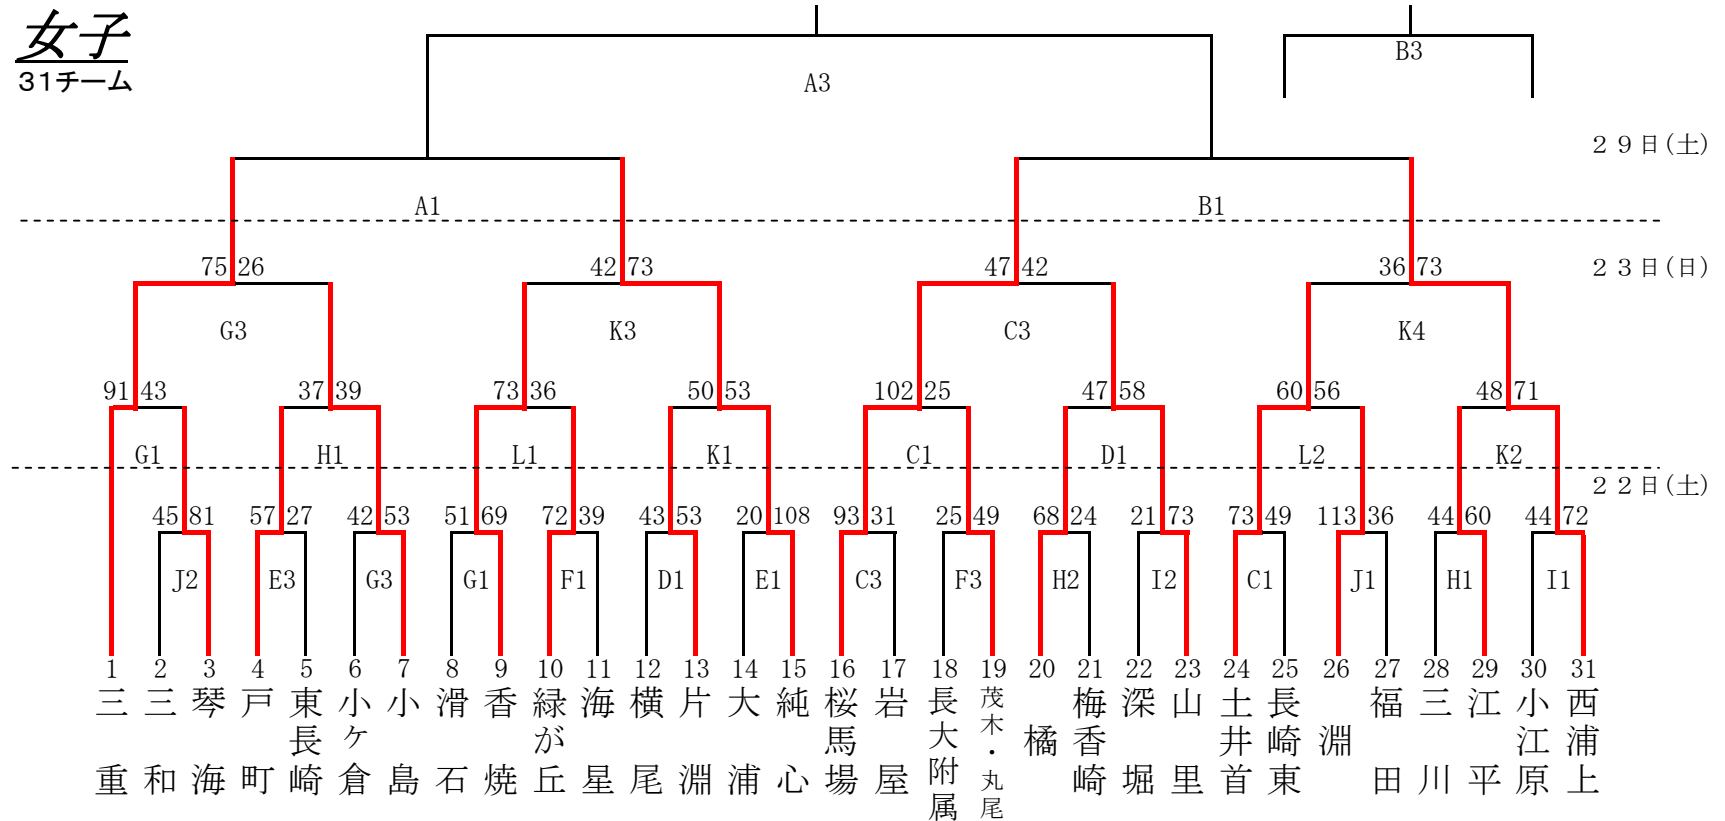 女子
31チーム
B3
A3
２９日(土)
A1 B1
75 26 42 73 47 42 36 73 ２３日(日)
G3 K3 C3 K4
91 43 37 39 73 36 50 53 102 25 47 58 60 56 48 71
G1 H1 L1 K1 C1 D1 L2 K2
２２日(土)
45 81 57 27 42 53 51 69 72 39 43 53 20 108 93 31 25 49 68 24 21 73 73 49 113 36 44 60 44 72
J2 E3 G3 G1 F1 D1 E1 C3 F3 H2 I2 C1 J1 H1 I1
1 2 3 4 5 6 7 8 9 10 11 12 13 14 15 16 17 18 19 20 21 22 23 24 25 26 27 28 29 30 31
三重
三和
琴海
戸町
東長崎
小ケ倉
小島
滑石
香焼
緑が丘
海星
横尾
片淵
大浦
純心
桜馬場
岩屋
長大附属
茂木・丸尾
橘
梅香崎
深堀
山里
土井首
長崎東
淵
福田
三川
江平
小江原
西浦上